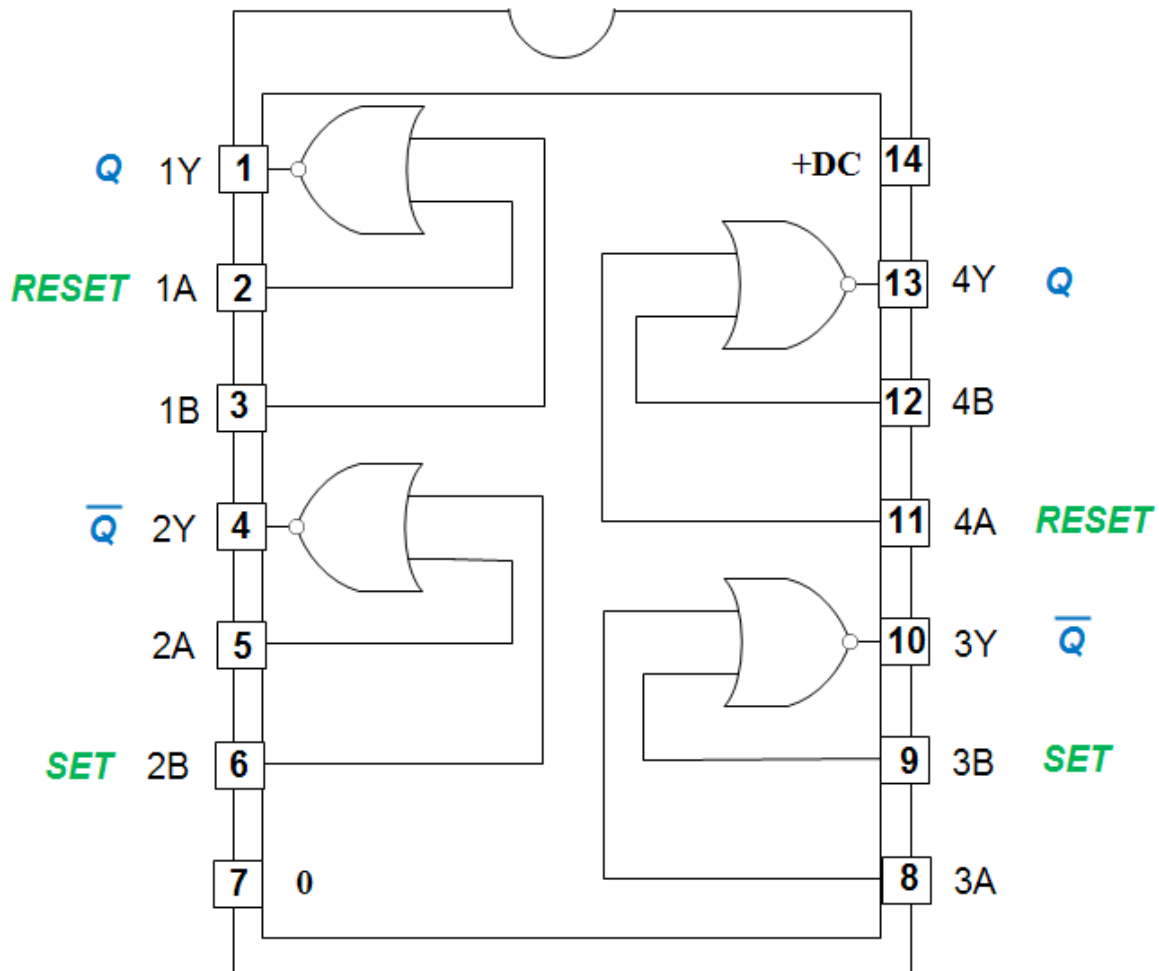 Q 1Y 1
+DC 14
13 4Y Q
RESET 1A 2
1B 3
12 4B
Q̅ 2Y 4
11 4A RESET
2A 5
10 3Y Q̅
SET 2B 6
9 3B SET
7 0
8 3A